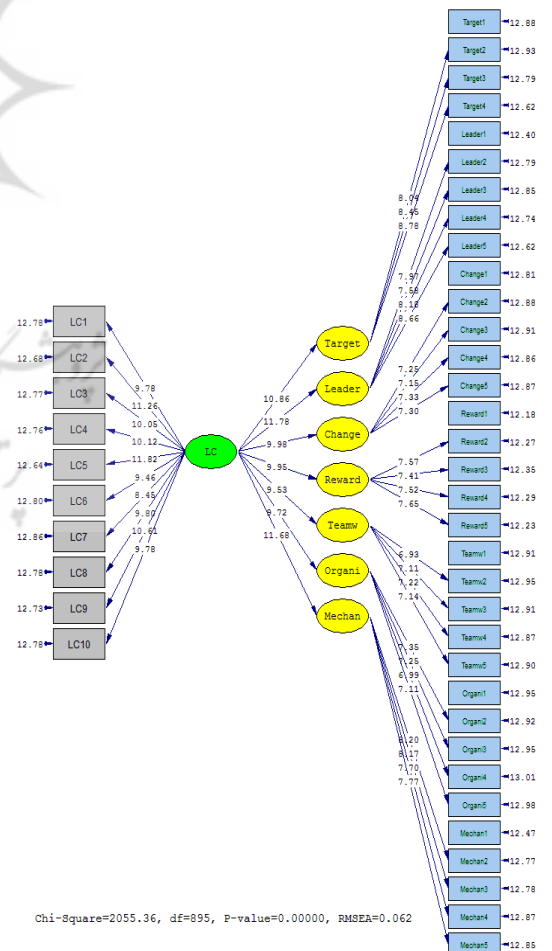 12.78 LC1
12.68 LC2
12.77 LC3
12.76 LC4
12.64 LC5
12.80 LC6
12.86 LC7
12.78 LC8
12.73 LC9
12.78 LC10
9.78
11.26
10.05
10.12
11.82
9.46
8.45
9.80
10.61
9.78
LC
10.86
11.78
9.98
9.95
9.53
9.72
11.68
Target
Leader
Change
Reward
Teamw
Organi
Mechan
8.04
8.45
8.78
7.97
7.58
8.66
7.25
7.15
7.33
7.30
7.57
7.41
7.52
7.65
6.93
7.11
7.22
7.14
7.35
7.25
6.99
7.11
8.20
8.17
7.70
7.77
Target1 12.88
Target2 12.93
Target3 12.79
Target4 12.62
Leader1 12.40
Leader2 12.79
Leader3 12.85
Leader4 12.74
Leader5 12.62
Change1 12.81
Change2 12.88
Change3 12.91
Change4 12.86
Change5 12.87
Reward1 12.18
Reward2 12.27
Reward3 12.35
Reward4 12.29
Reward5 12.23
Teamw1 12.91
Teamw2 12.95
Teamw3 12.91
Teamw4 12.87
Teamw5 12.90
Organi1 12.95
Organi2 12.92
Organi3 12.95
Organi4 13.01
Organi5 12.98
Mechan1 12.47
Mechan2 12.77
Mechan3 12.78
Mechan4 12.87
Mechan5 12.85
Chi-Square=2055.36, df=895, P-value=0.00000, RMSEA=0.062